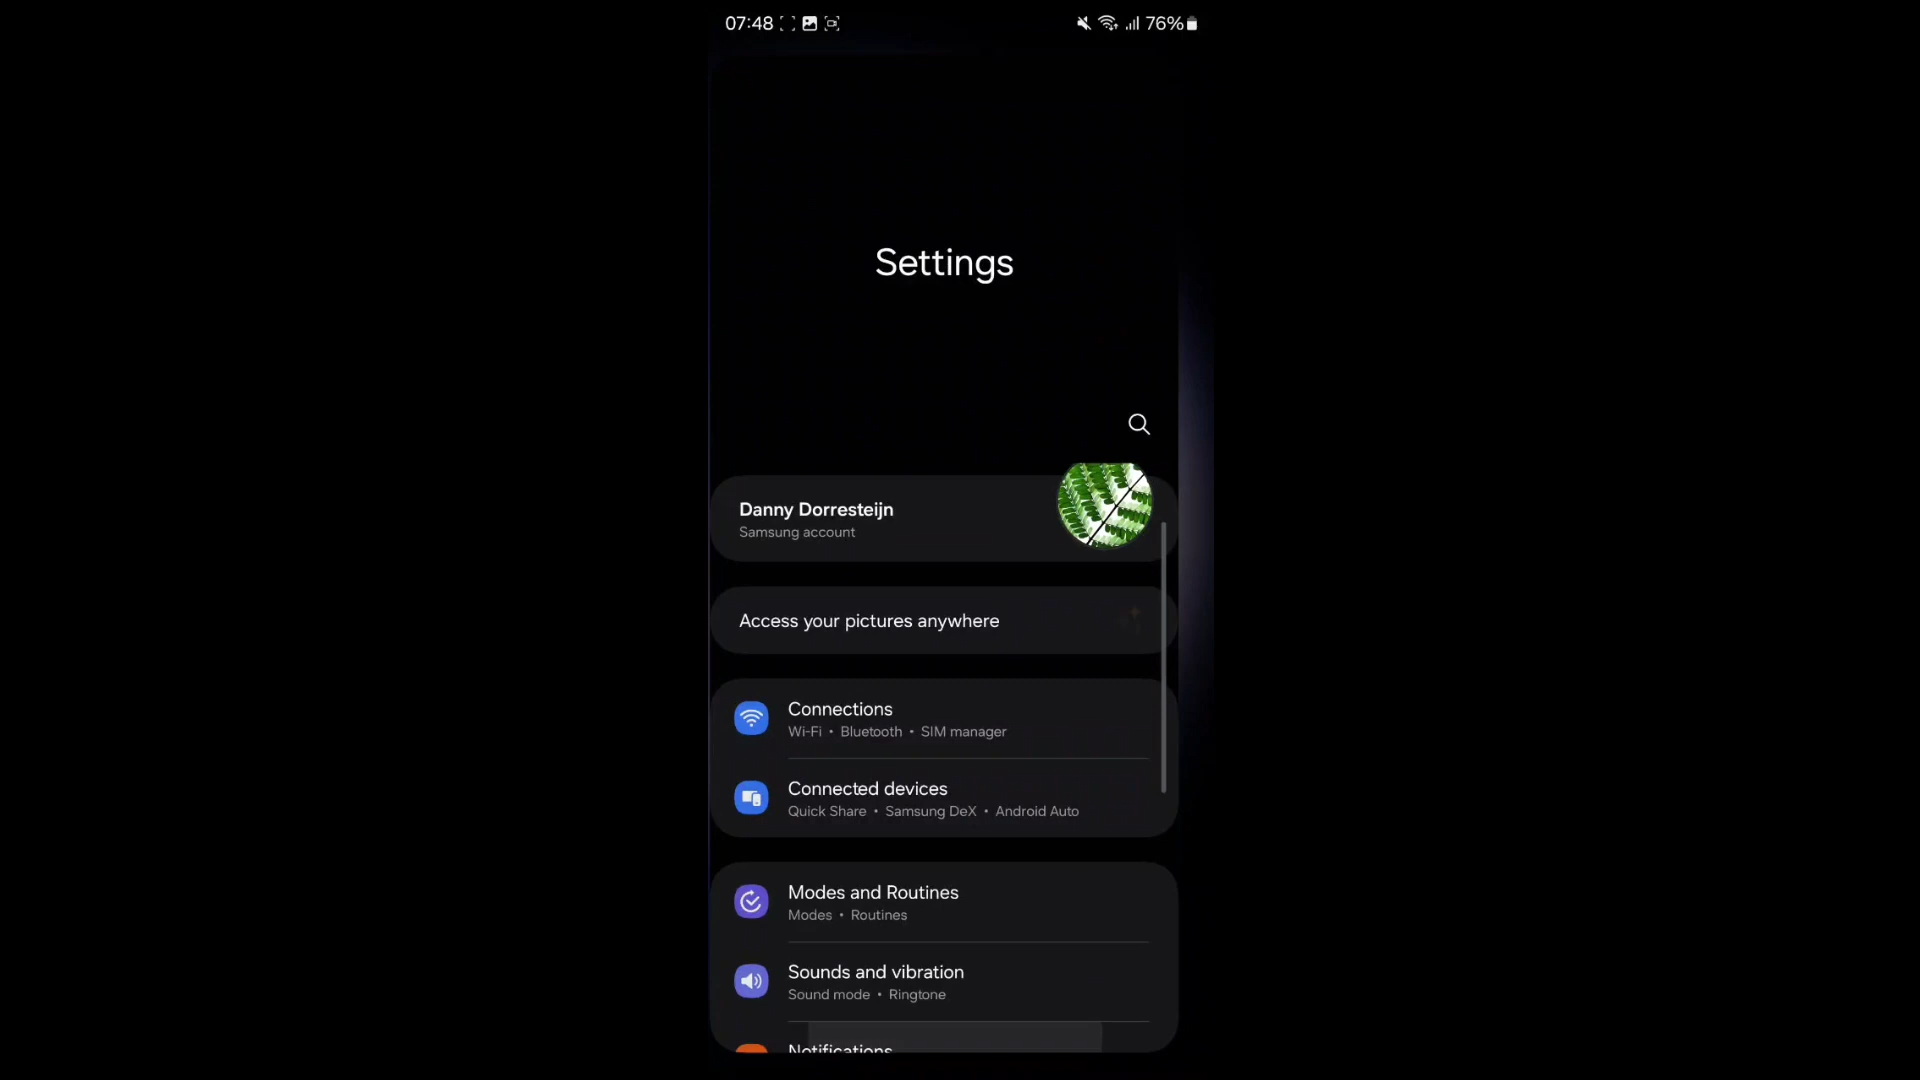 07:48 76%
Settings
Danny Dorresteijn
Samsung account
Access your pictures anywhere
Connections
Wi-Fi • Bluetooth • SIM manager
Connected devices
Quick Share • Samsung DeX • Android Auto
Modes and Routines
Modes • Routines
Sounds and vibration
Sound mode • Ringtone
Notifications